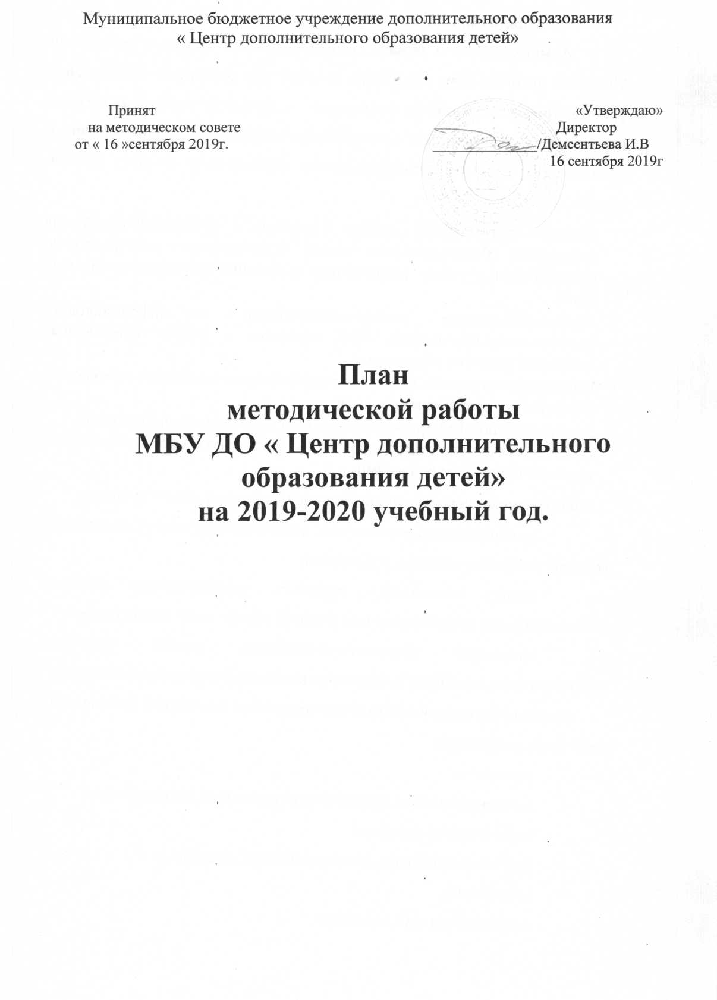 Муниципальное бюджетное учреждение дополнительного образования
« Центр дополнительного образования детей»
Принят
на методическом совете
от « 16 »сентября 2019г.
«Утверждаю»
Директор
/Демсентьева И.В
16 сентября 2019г
План
методической работы
МБУ ДО « Центр дополнительного
образования детей»
на 2019-2020 учебный год.